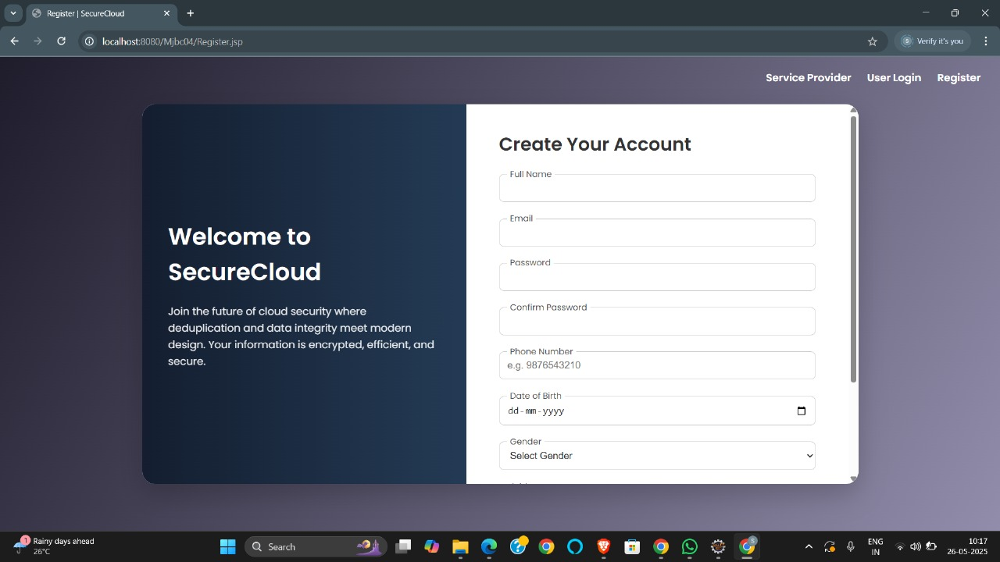 Register | SecureCloud
localhost:8080/Mjbc04/Register.jsp
Verify it's you
Service Provider
User Login
Register
Welcome to
SecureCloud
Join the future of cloud security where
deduplication and data integrity meet modern
design. Your information is encrypted, efficient, and
secure.
Create Your Account
Full Name
Email
Password
Confirm Password
Phone Number
e.g. 9876543210
Date of Birth
dd-mm-yyyy
Gender
Select Gender
1
Rainy days ahead
26°C
Search
ENG
IN
10:17
26-05-2025